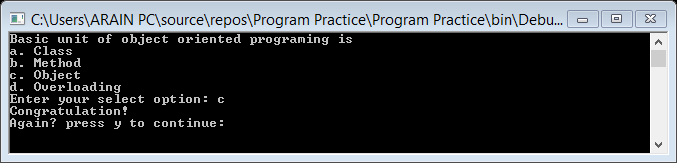 C:\Users\ARAIN PC\source\repos\Program Practice\Program Practice\bin\Debu...
Basic unit of object oriented programing is
a. Class
b. Method
c. Object
d. Overloading
Enter your select option: c
Congratulation!
Again? press y to continue: